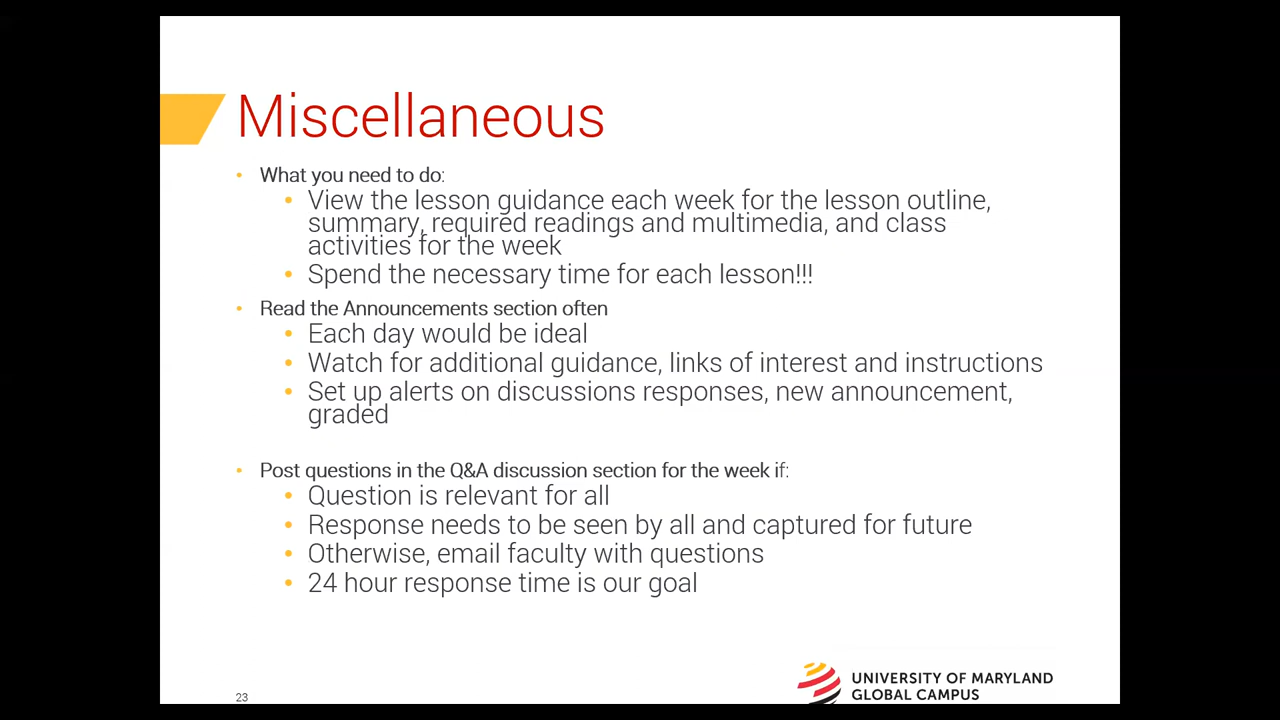 Miscellaneous
• What you need to do:
• View the lesson guidance each week for the lesson outline,
summary, required readings and multimedia, and class
activities for the week
• Spend the necessary time for each lesson!!!
• Read the Announcements section often
• Each day would be ideal
• Watch for additional guidance, links of interest and instructions
• Set up alerts on discussions responses, new announcement,
graded
• Post questions in the Q&A discussion section for the week if:
• Question is relevant for all
• Response needs to be seen by all and captured for future
• Otherwise, email faculty with questions
• 24 hour response time is our goal
23
UNIVERSITY OF MARYLAND
GLOBAL CAMPUS